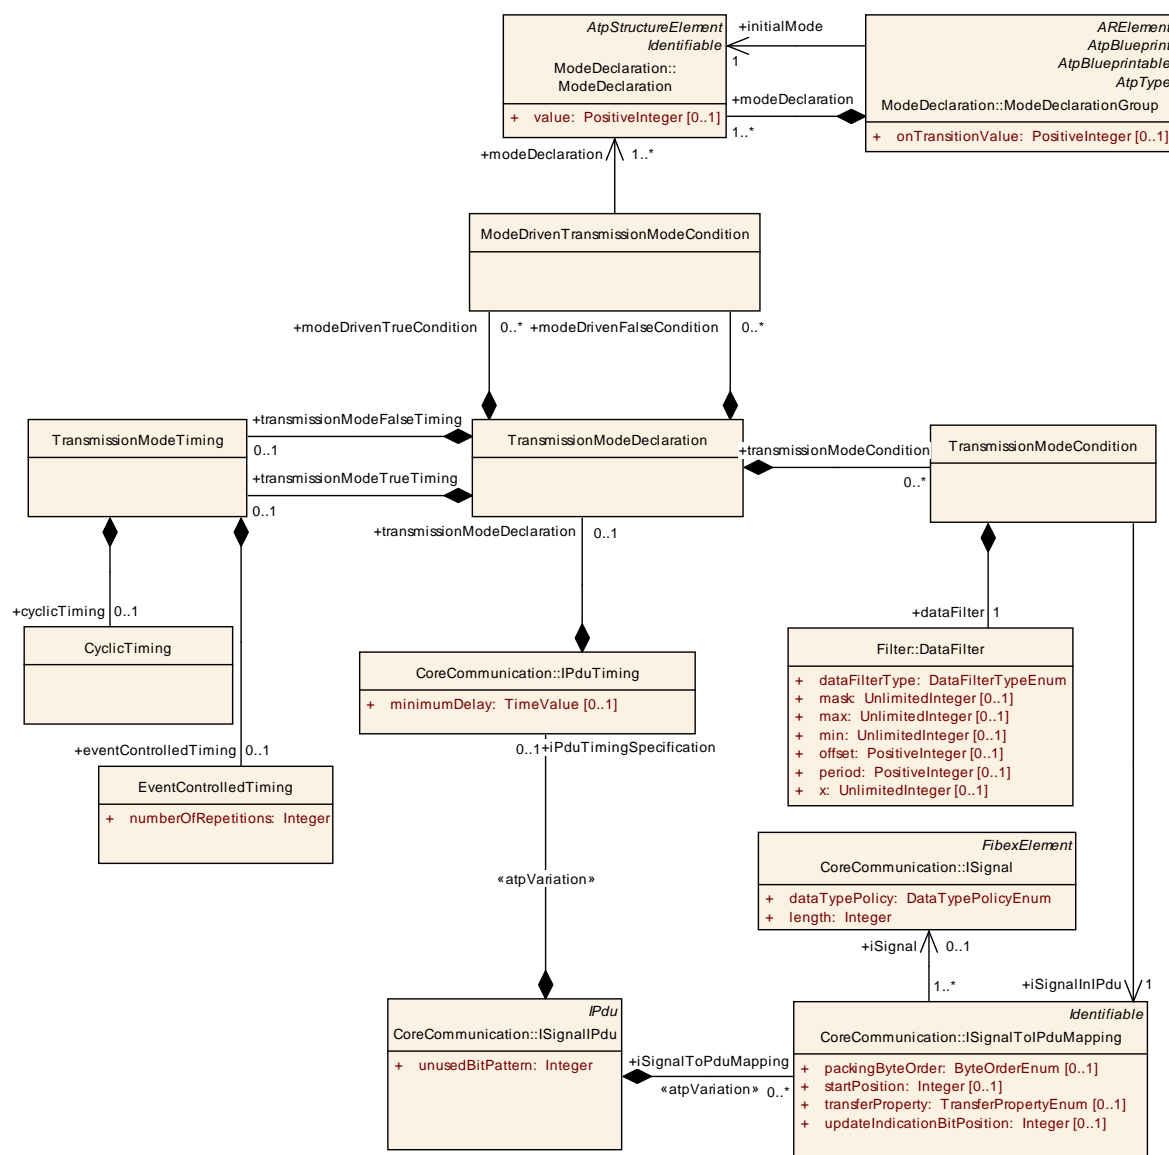 AtpStructureElement
Identifiable
ModeDeclaration::
ModeDeclaration
+ value: PositiveInteger [0..1]
+initialMode
1
+modeDeclaration
1..*
ARElement
AtpBlueprint
AtpBlueprintable
AtpType
ModeDeclaration::ModeDeclarationGroup
+ onTransitionValue: PositiveInteger [0..1]
+modeDeclaration
1..*
ModeDrivenTransmissionModeCondition
+modeDrivenTrueCondition
0..*
+modeDrivenFalseCondition
0..*
TransmissionModeTiming
+transmissionModeFalseTiming
0..1
+transmissionModeTrueTiming
0..1
TransmissionModeDeclaration
+transmissionModeCondition
0..*
TransmissionModeCondition
+transmissionModeDeclaration
0..1
+cyclicTiming
0..1
CyclicTiming
+eventControlledTiming
0..1
EventControlledTiming
+ numberOfRepetitions: Integer
CoreCommunication::IPduTiming
+ minimumDelay: TimeValue [0..1]
0..1
+iPduTimingSpecification
+dataFilter
1
Filter::DataFilter
+ dataFilterType: DataFilterTypeEnum
+ mask: UnlimitedInteger [0..1]
+ max: UnlimitedInteger [0..1]
+ min: UnlimitedInteger [0..1]
+ offset: PositiveInteger [0..1]
+ period: PositiveInteger [0..1]
+ x: UnlimitedInteger [0..1]
«atpVariation»
FibexElement
CoreCommunication::ISignal
+ dataTypePolicy: DataTypePolicyEnum
+ length: Integer
+iSignal
0..1
1..*
+iSignalInIPdu
1
IPdu
CoreCommunication::ISignalIPdu
+ unusedBitPattern: Integer
+iSignalToPduMapping
«atpVariation»
0..*
Identifiable
CoreCommunication::ISignalToIPduMapping
+ packingByteOrder: ByteOrderEnum [0..1]
+ startPosition: Integer [0..1]
+ transferProperty: TransferPropertyEnum [0..1]
+ updateIndicationBitPosition: Integer [0..1]